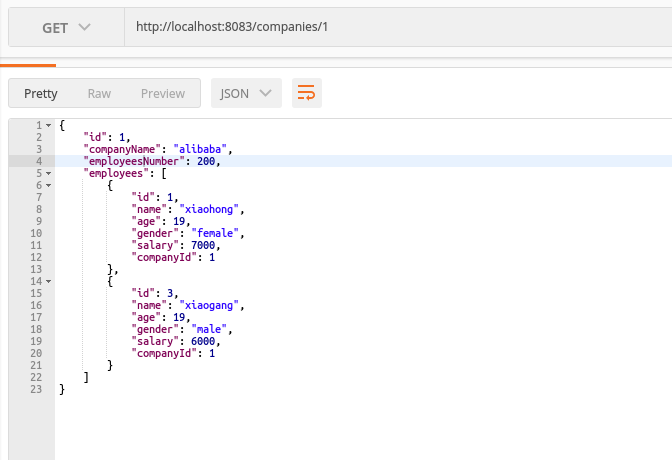 GET http://localhost:8083/companies/1
Pretty Raw Preview JSON
1 {
2 "id": 1,
3 "companyName": "alibaba",
4 "employeesNumber": 200,
5 "employees": [
6 {
7 "id": 1,
8 "name": "xiaohong",
9 "age": 19,
10 "gender": "female",
11 "salary": 7000,
12 "companyId": 1
13 },
14 {
15 "id": 3,
16 "name": "xiaogang",
17 "age": 19,
18 "gender": "male",
19 "salary": 6000,
20 "companyId": 1
21 }
22 ]
23 }